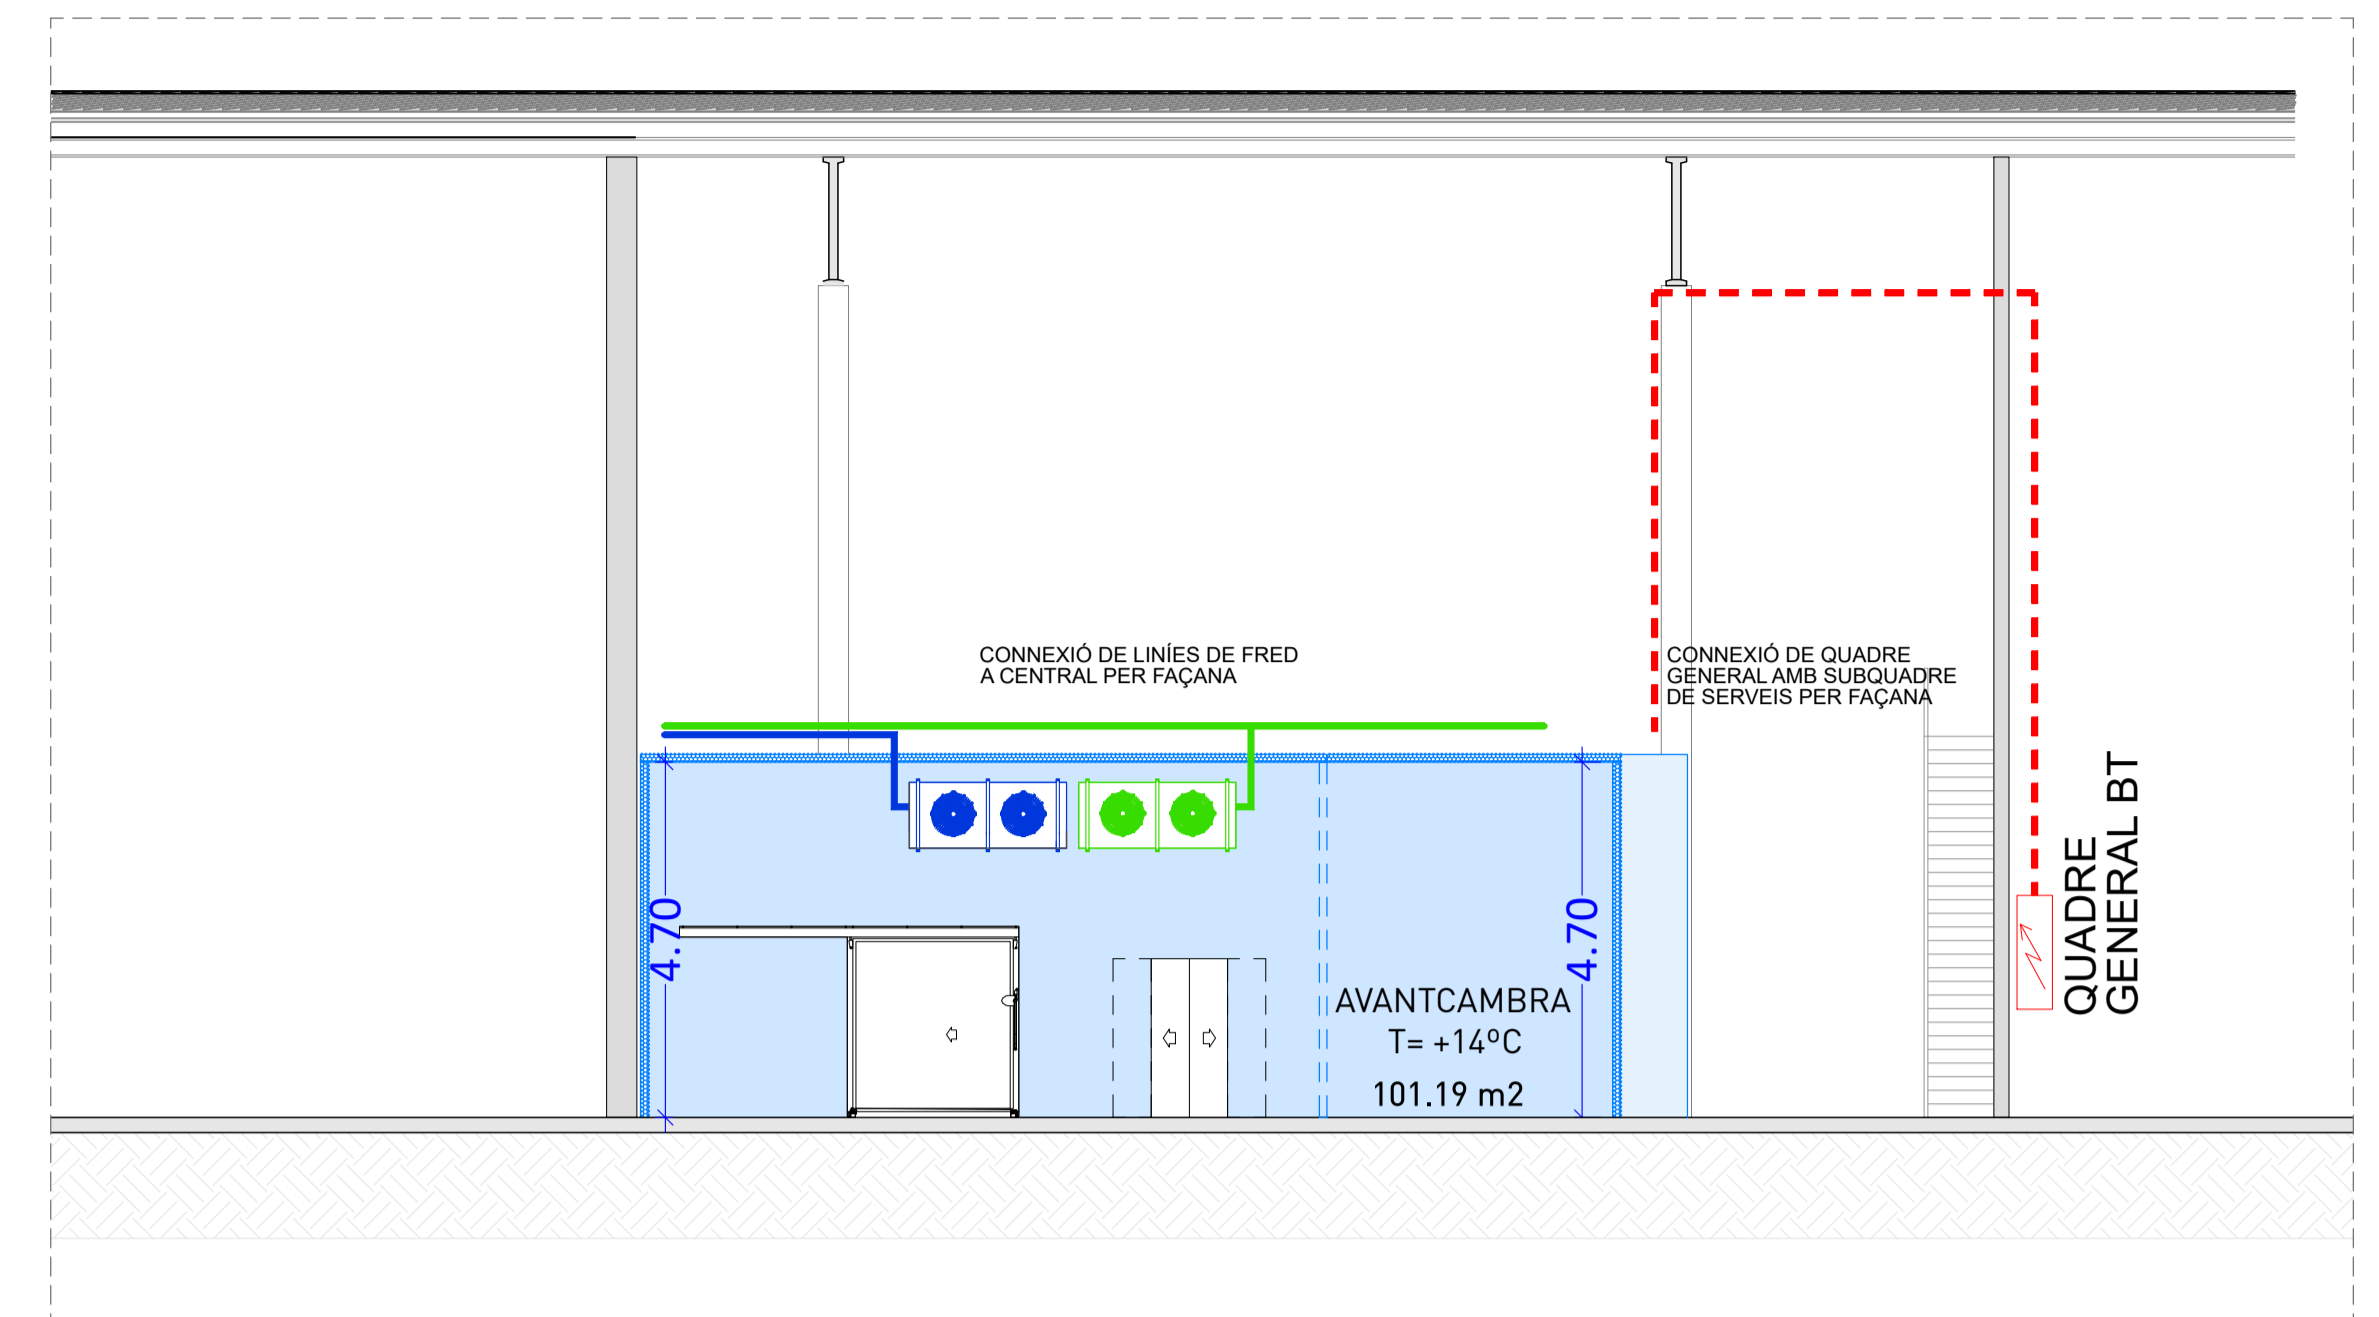 CONNEXIÓ DE LINÍES DE FRED
A CENTRAL PER FAÇANA
CONNEXIÓ DE QUADRE
GENERAL AMB SUBQUADRE
DE SERVEIS PER FAÇANA
4.70
4.70
AVANTCAMBRA
T= +14ºC
101.19 m2
QUADRE
GENERAL BT